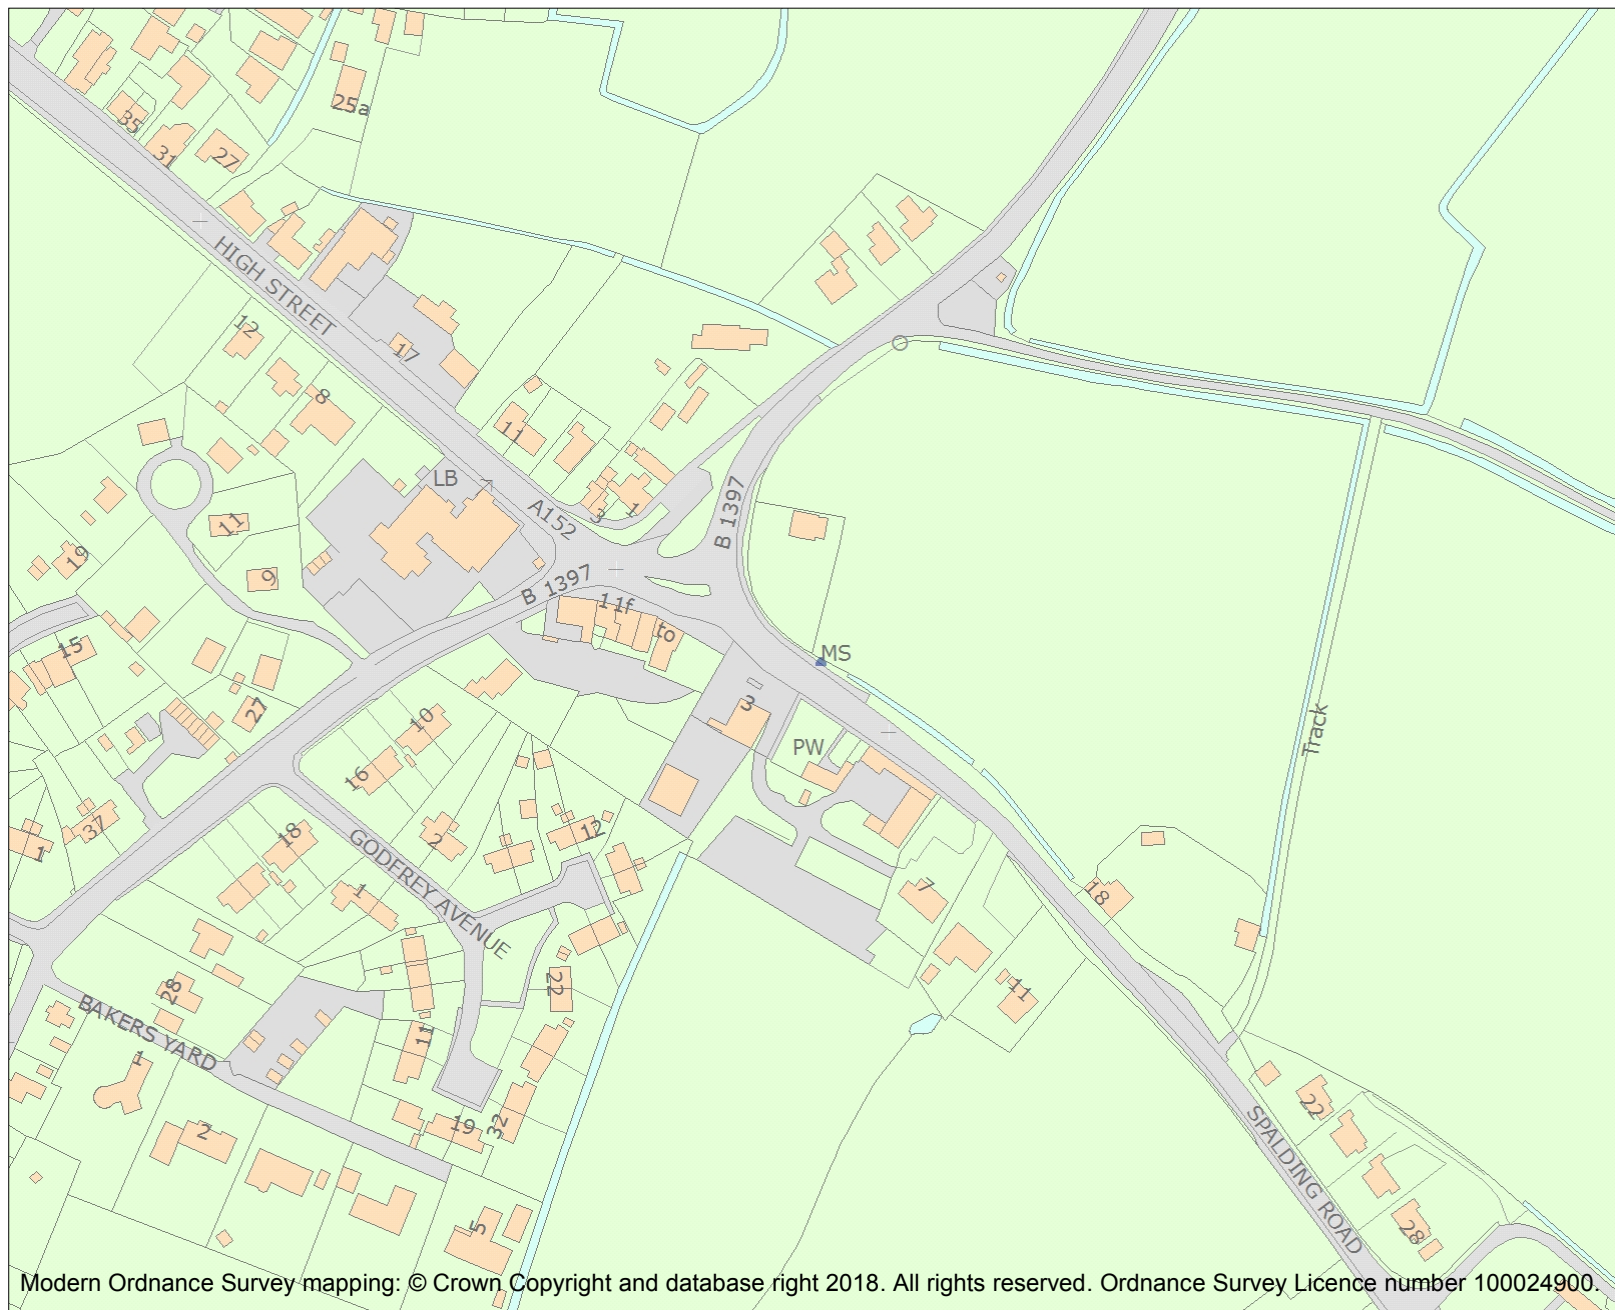 25a
35
31
27
HIGH STREET
12
17
8
11
LB
A152
3
1
B 1397
11
19
9
B 1397
1
1f
to
15
MS
27
10
3
Track
PW
16
18
37
1
2
12
GODFREY AVENUE
1
7
18
28
22
11
BAKERS YARD
11
1
2
19
32
22
SPALDING ROAD
5
28
Modern Ordnance Survey mapping: © Crown Copyright and database right 2018. All rights reserved. Ordnance Survey Licence number 100024900.